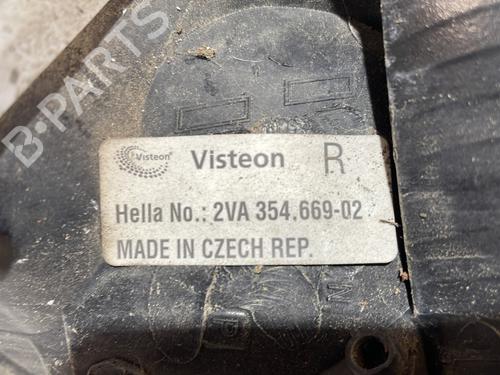 B-PARTS
Visteon Visteon R
Hella No.: 2VA 354.669-02
MADE IN CZECH REP.